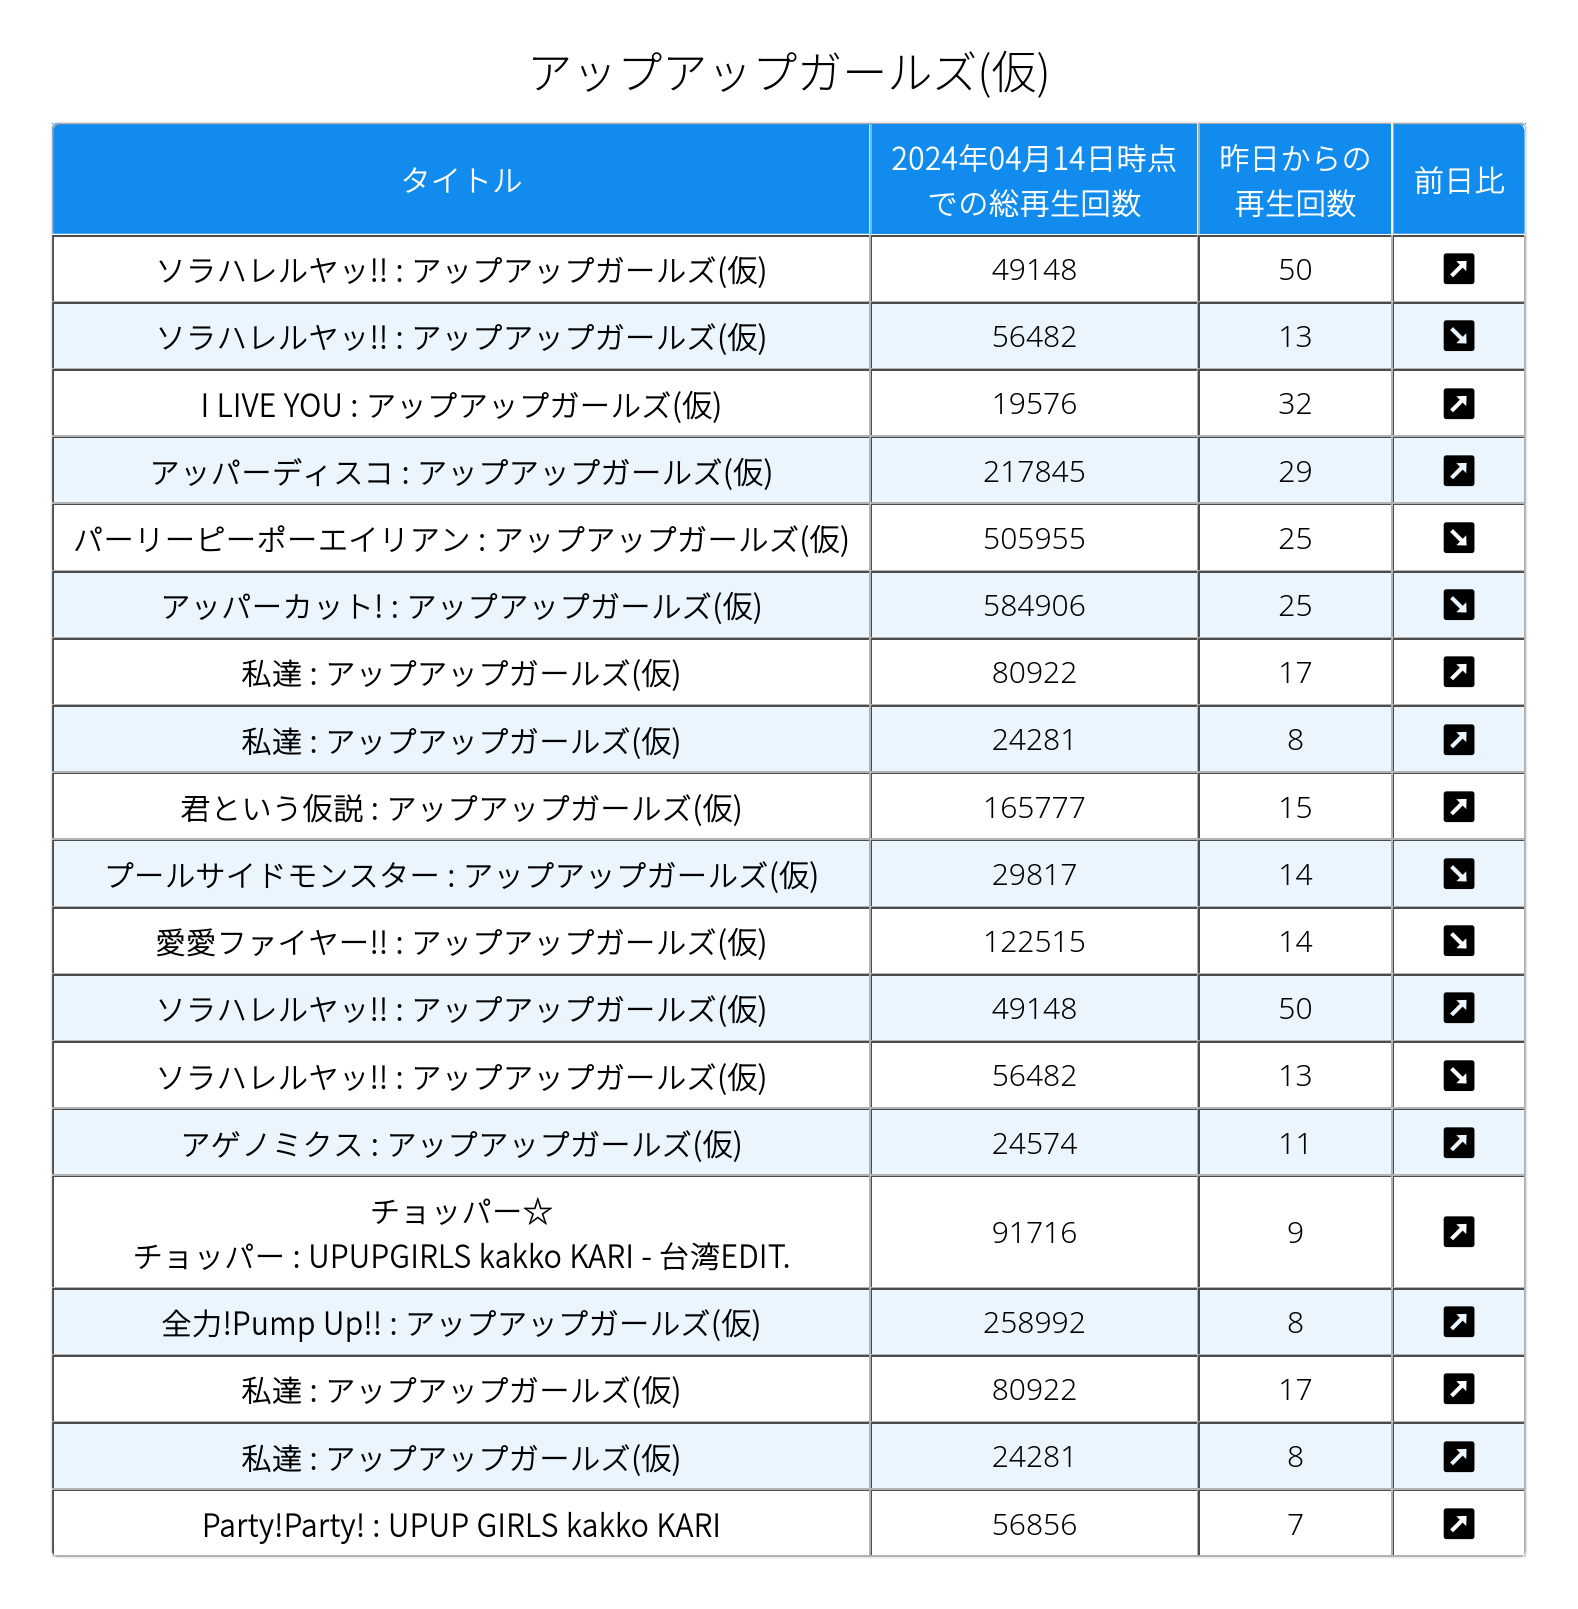 アップアップガールズ(仮)
タイトル 2024年04月14日時点での総再生回数 昨日からの再生回数 前日比
ソラハレルヤッ!! : アップアップガールズ(仮) 49148 50 ↗
ソラハレルヤッ!! : アップアップガールズ(仮) 56482 13 ↘
I LIVE YOU : アップアップガールズ(仮) 19576 32 ↗
アッパーディスコ : アップアップガールズ(仮) 217845 29 ↗
パーリーピーポーエイリアン : アップアップガールズ(仮) 505955 25 ↘
アッパーカット! : アップアップガールズ(仮) 584906 25 ↘
私達 : アップアップガールズ(仮) 80922 17 ↗
私達 : アップアップガールズ(仮) 24281 8 ↗
君という仮説 : アップアップガールズ(仮) 165777 15 ↗
プールサイドモンスター : アップアップガールズ(仮) 29817 14 ↘
愛愛ファイヤー!! : アップアップガールズ(仮) 122515 14 ↘
ソラハレルヤッ!! : アップアップガールズ(仮) 49148 50 ↗
ソラハレルヤッ!! : アップアップガールズ(仮) 56482 13 ↘
アゲノミクス : アップアップガールズ(仮) 24574 11 ↗
チョッパー☆
チョッパー : UPUPGIRLS kakko KARI - 台湾EDIT. 91716 9 ↗
全力!Pump Up!! : アップアップガールズ(仮) 258992 8 ↗
私達 : アップアップガールズ(仮) 80922 17 ↗
私達 : アップアップガールズ(仮) 24281 8 ↗
Party!Party! : UPUP GIRLS kakko KARI 56856 7 ↗